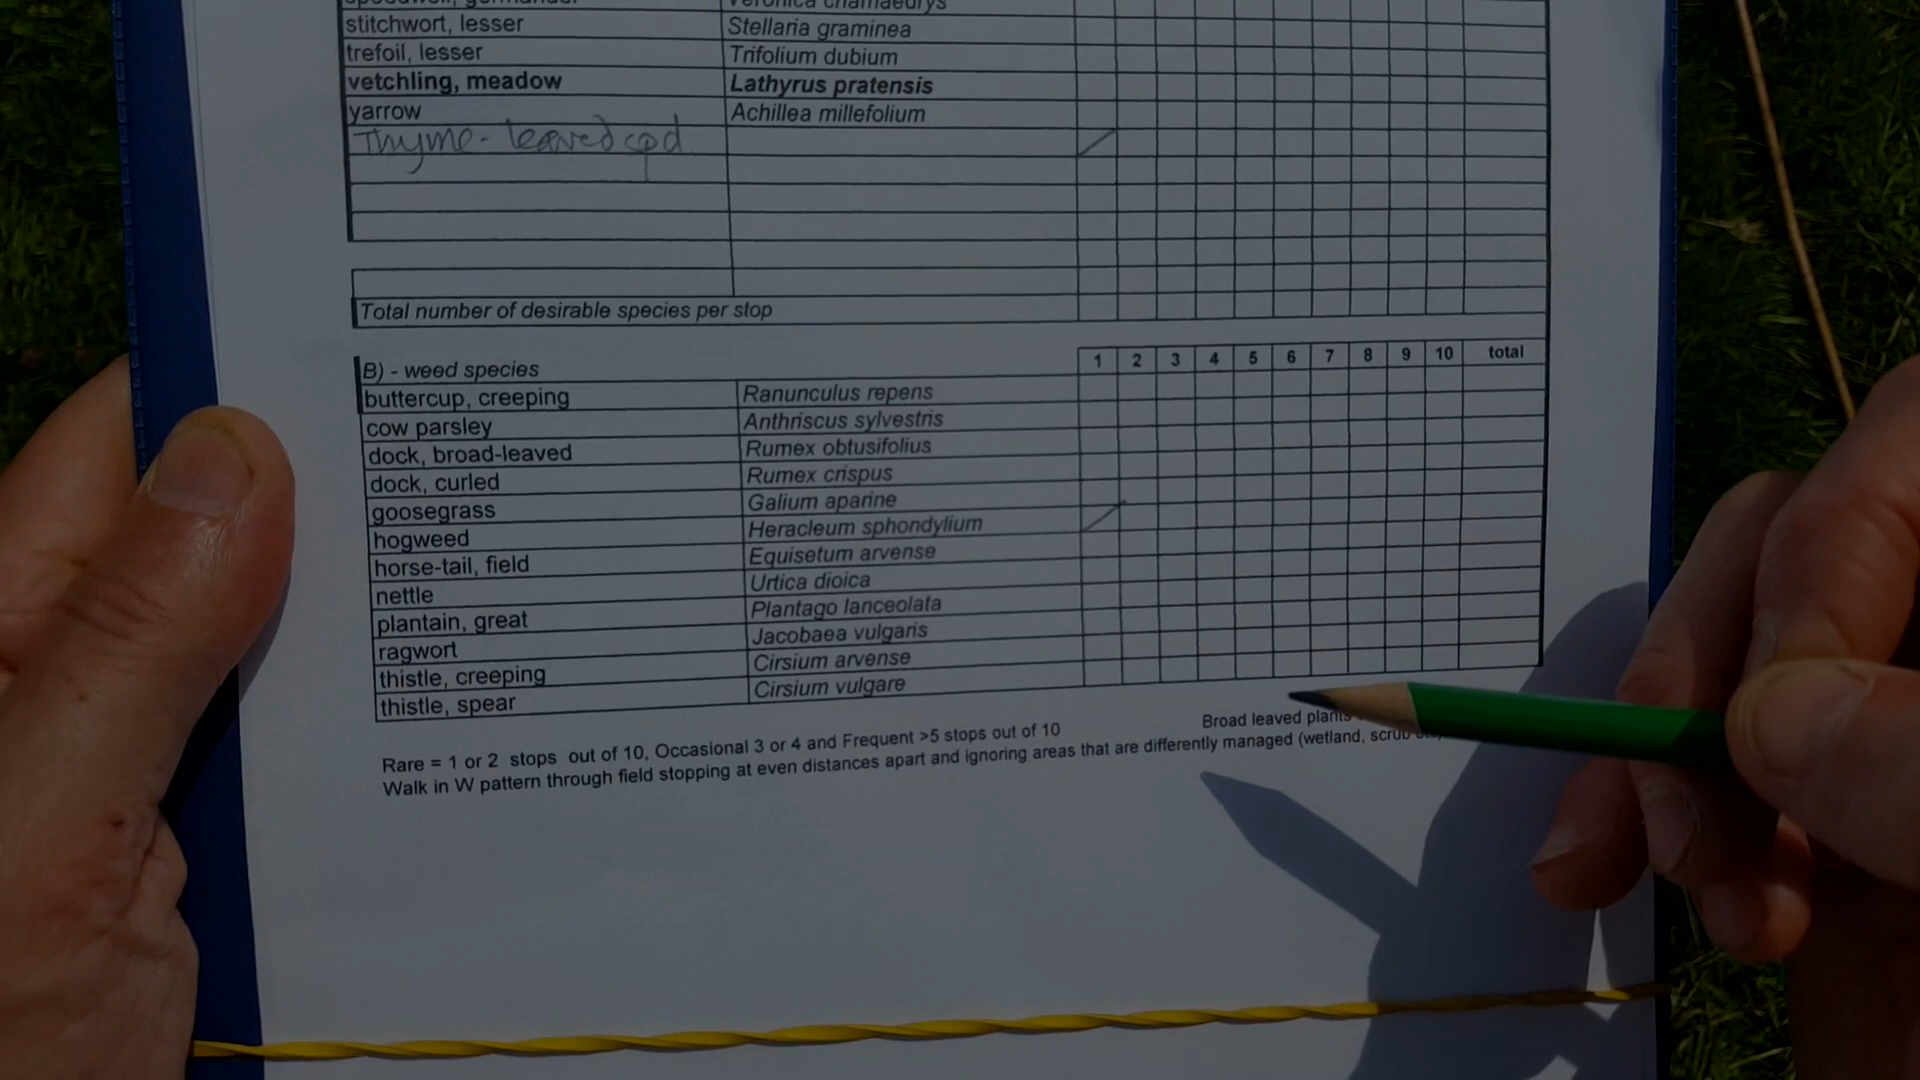 speedwell, germander Veronica chamaedrys
stitchwort, lesser Stellaria graminea
trefoil, lesser Trifolium dubium
vetchling, meadow Lathyrus pratensis
yarrow Achillea millefolium
Thyme-leaved spd
Total number of desirable species per stop
B) - weed species 1 2 3 4 5 6 7 8 9 10 total
buttercup, creeping Ranunculus repens
cow parsley Anthriscus sylvestris
dock, broad-leaved Rumex obtusifolius
dock, curled Rumex crispus
goosegrass Galium aparine
hogweed Heracleum sphondylium
horse-tail, field Equisetum arvense
nettle Urtica dioica
plantain, great Plantago lanceolata
ragwort Jacobaea vulgaris
thistle, creeping Cirsium arvense
thistle, spear Cirsium vulgare
Rare = 1 or 2 stops out of 10, Occasional 3 or 4 and Frequent >5 stops out of 10 Broad leaved plants
Walk in W pattern through field stopping at even distances apart and ignoring areas that are differently managed (wetland, scrub